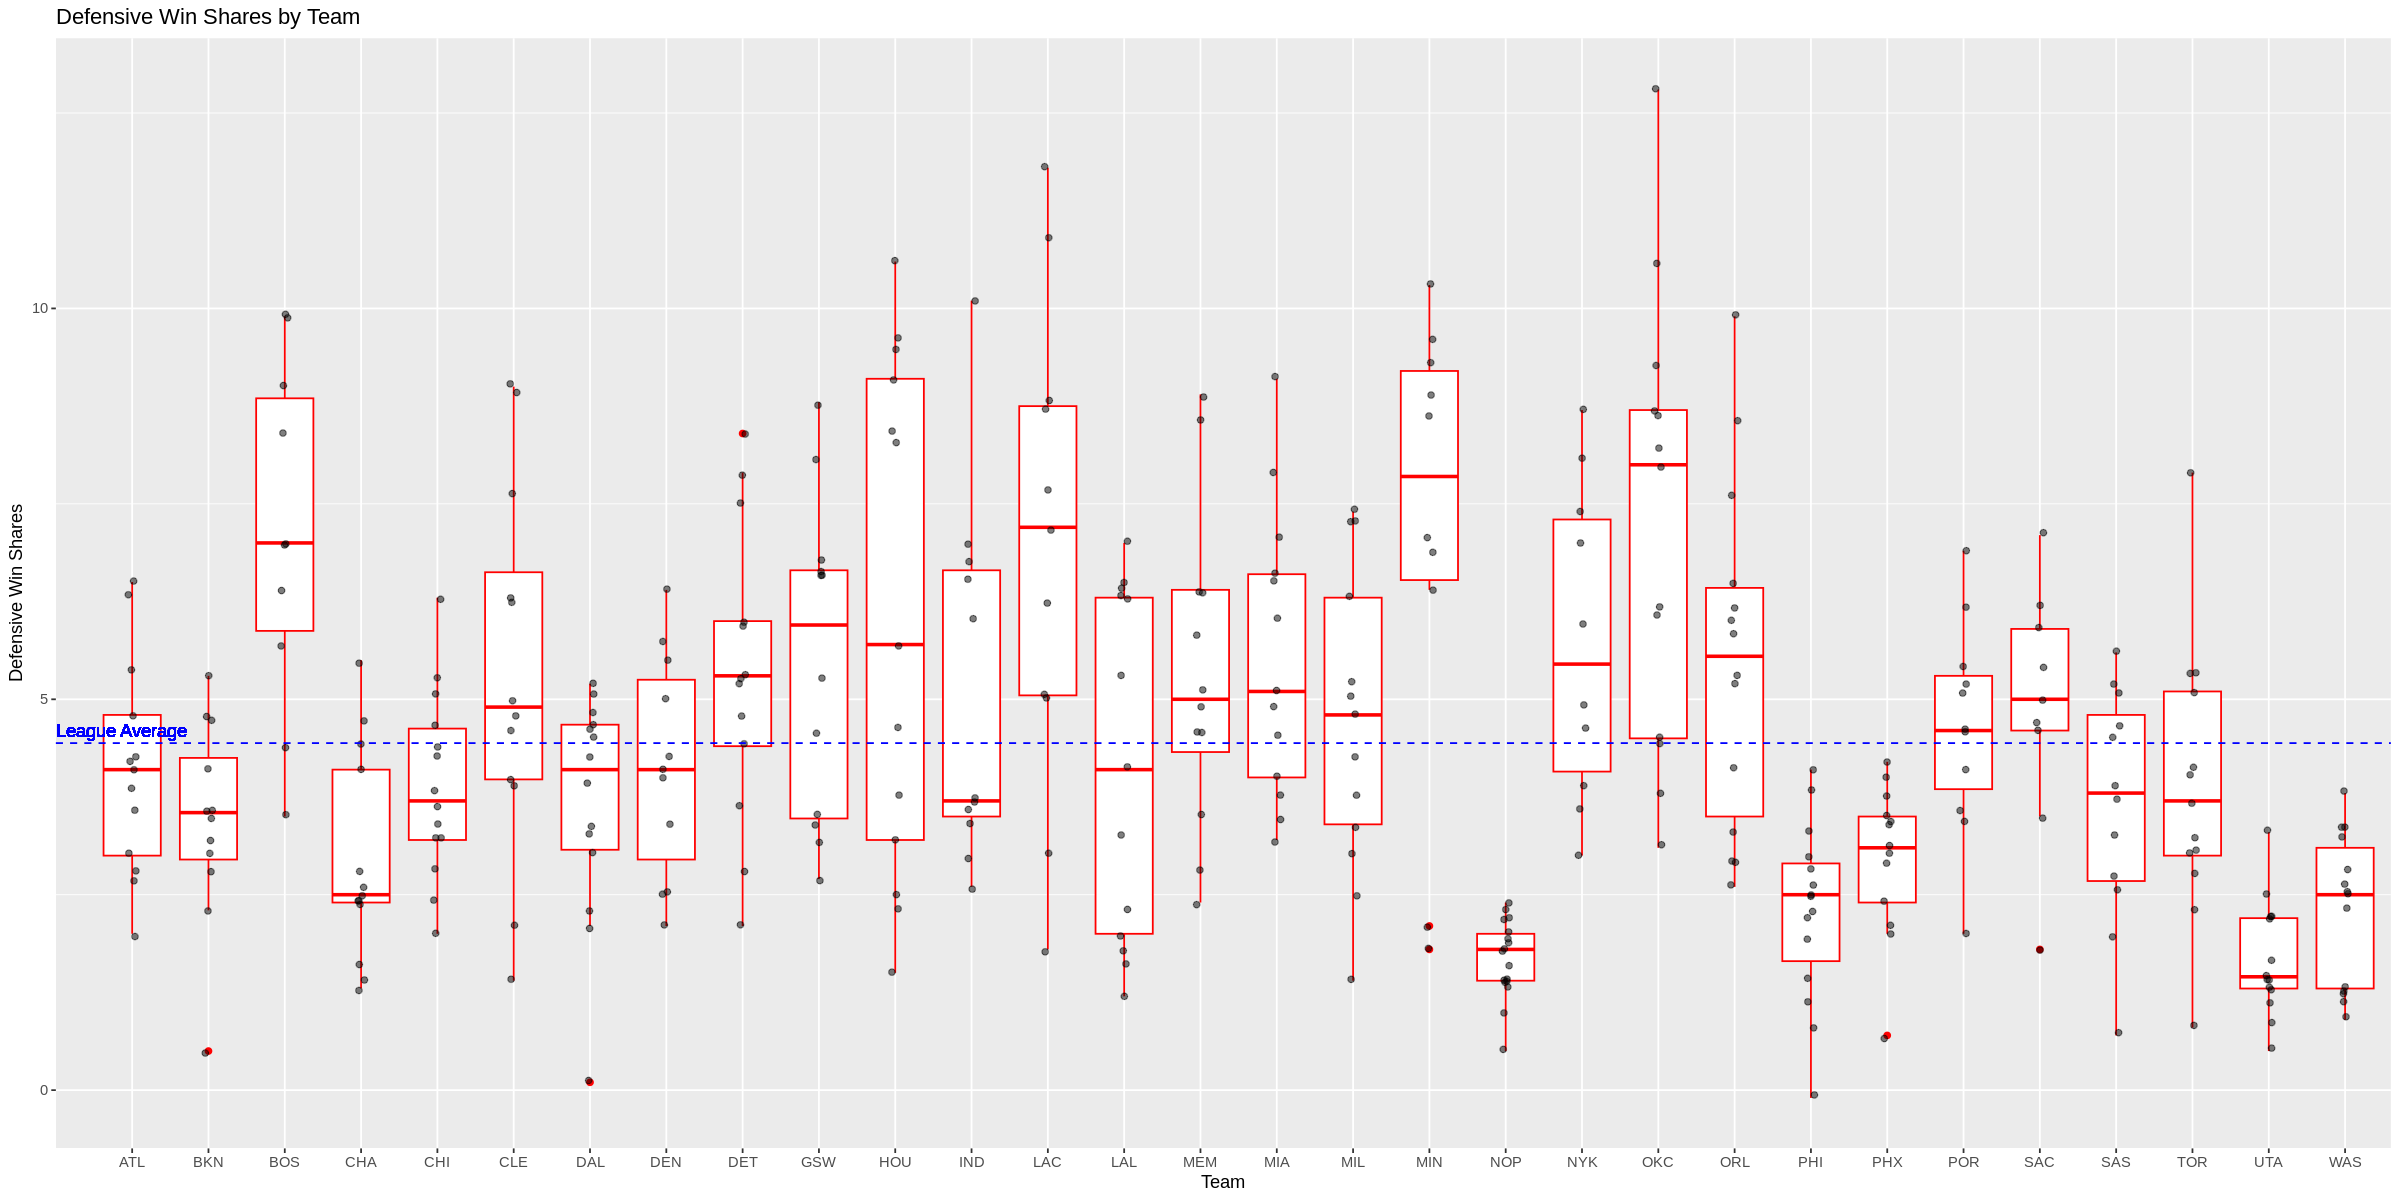 Defensive Win Shares by Team
Defensive Win Shares
10
5
0
League Average
ATL BKN BOS CHA CHI CLE DAL DEN DET GSW HOU IND LAC LAL MEM MIA MIL MIN NOP NYK OKC ORL PHI PHX POR SAC SAS TOR UTA WAS
Team